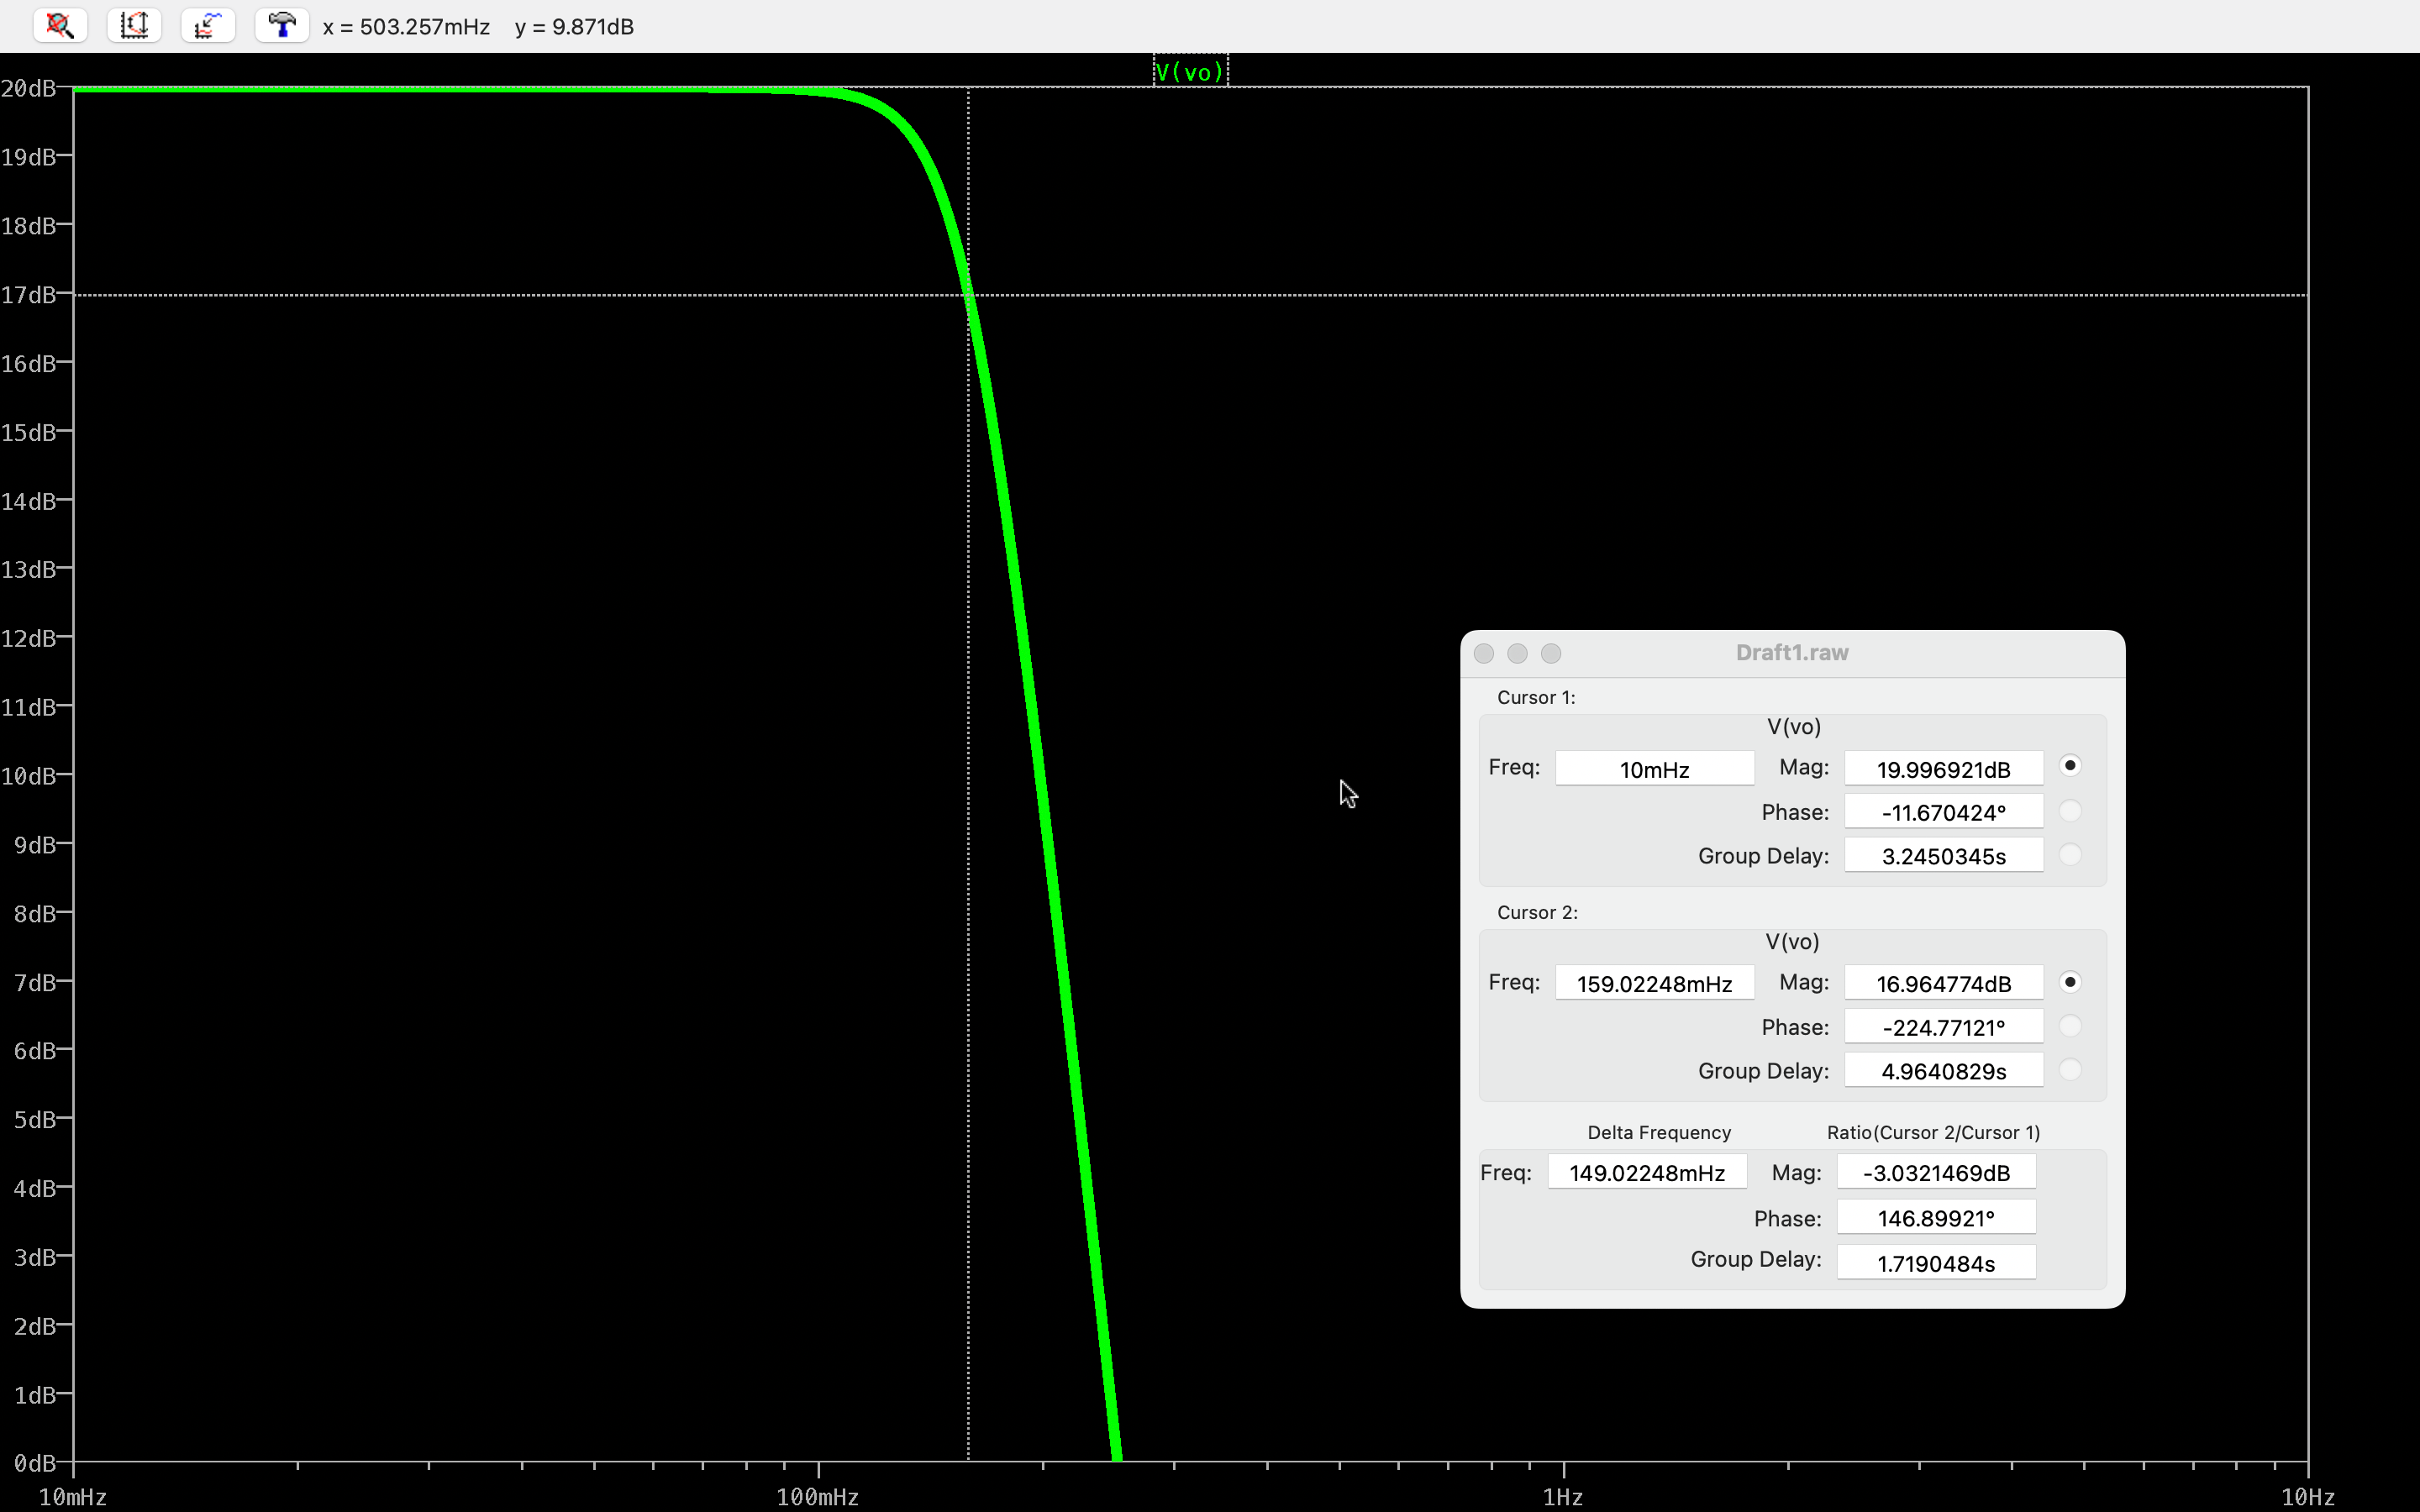 x = 503.257mHz y = 9.871dB
V(vo)
20dB
19dB
18dB
17dB
16dB
15dB
14dB
13dB
12dB
11dB
10dB
9dB
8dB
7dB
6dB
5dB
4dB
3dB
2dB
1dB
0dB
10mHz 100mHz 1Hz 10Hz
Draft1.raw
Cursor 1:
V(vo)
Freq: 10mHz Mag: 19.996921dB
Phase: -11.670424°
Group Delay: 3.2450345s
Cursor 2:
V(vo)
Freq: 159.02248mHz Mag: 16.964774dB
Phase: -224.77121°
Group Delay: 4.9640829s
Delta Frequency Ratio(Cursor 2/Cursor 1)
Freq: 149.02248mHz Mag: -3.0321469dB
Phase: 146.89921°
Group Delay: 1.7190484s